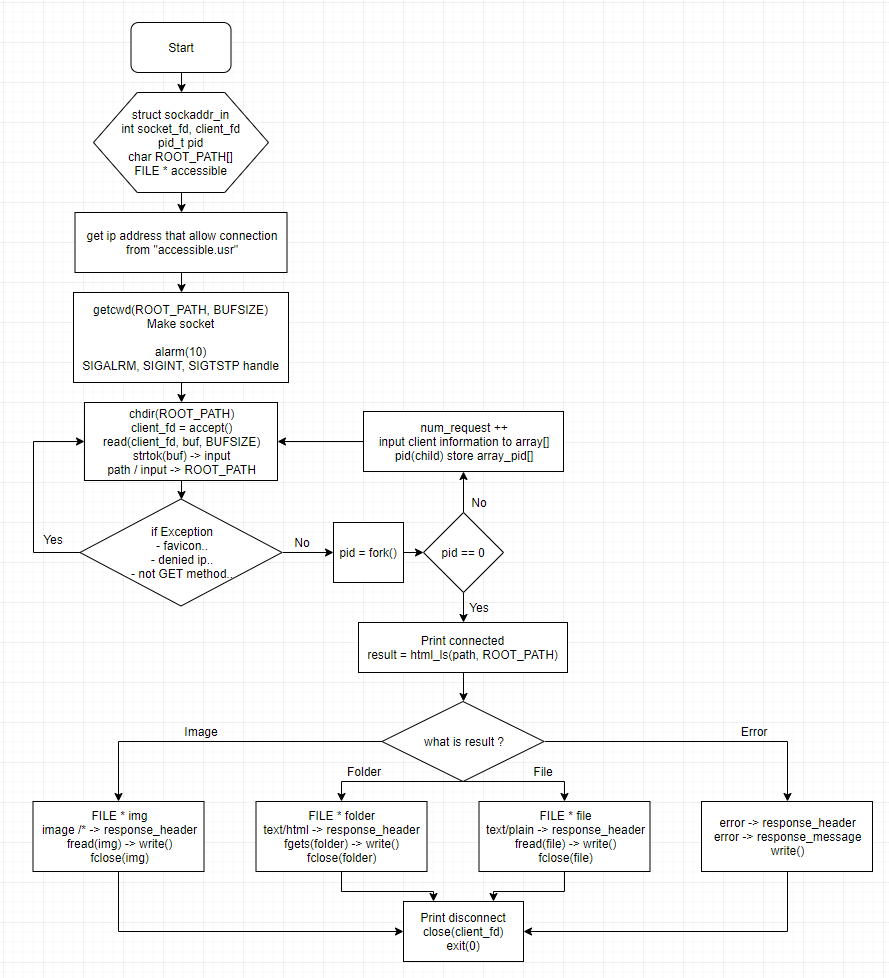 Start
struct sockaddr_in
int socket_fd, client_fd
pid_t pid
char ROOT_PATH[]
FILE * accessible
get ip address that allow connection
from "accessible.usr"
getcwd(ROOT_PATH, BUFSIZE)
Make socket
alarm(10)
SIGALRM, SIGINT, SIGTSTP handle
chdir(ROOT_PATH)
client_fd = accept()
read(client_fd, buf, BUFSIZE)
strtok(buf) -> input
path / input -> ROOT_PATH
num_request ++
input client information to array[]
pid(child) store array_pid[]
No
Yes
if Exception
- favicon..
- denied ip..
- not GET method..
No
pid = fork()
pid == 0
Yes
Print connected
result = html_ls(path, ROOT_PATH)
what is result ?
Image
Error
Folder
File
FILE * img
image /* -> response_header
fread(img) -> write()
fclose(img)
FILE * folder
text/html -> response_header
fgets(folder) -> write()
fclose(folder)
FILE * file
text/plain -> response_header
fread(file) -> write()
fclose(file)
error -> response_header
error -> response_message
write()
Print disconnect
close(client_fd)
exit(0)